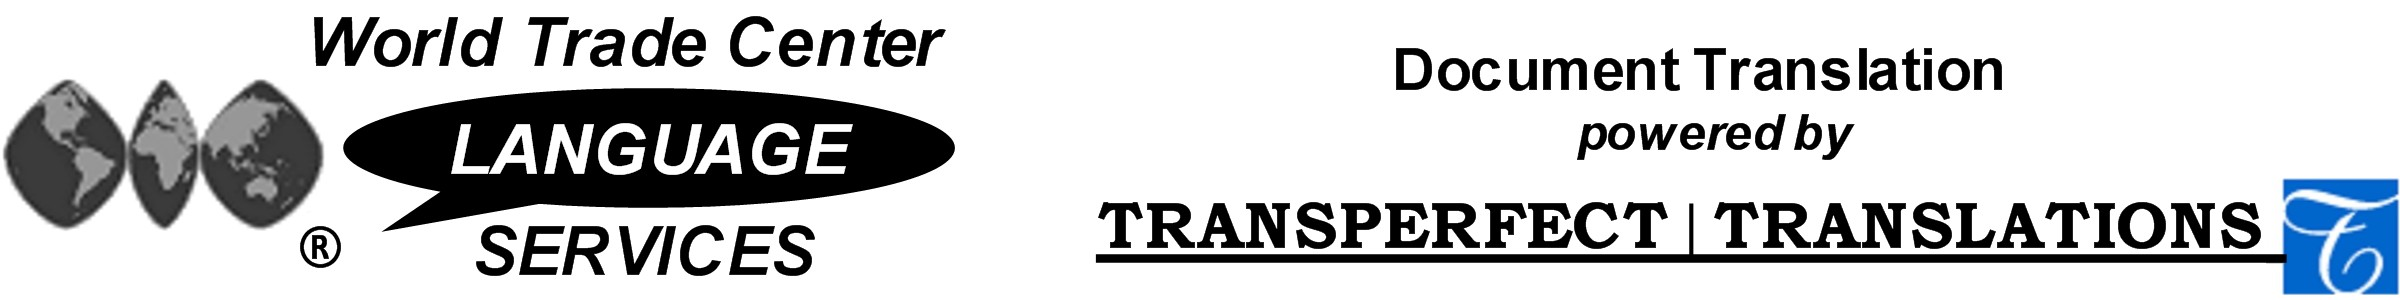 World Trade Center
LANGUAGE
SERVICES
®
Document Translation
powered by
TRANSPERFECT | TRANSLATIONS